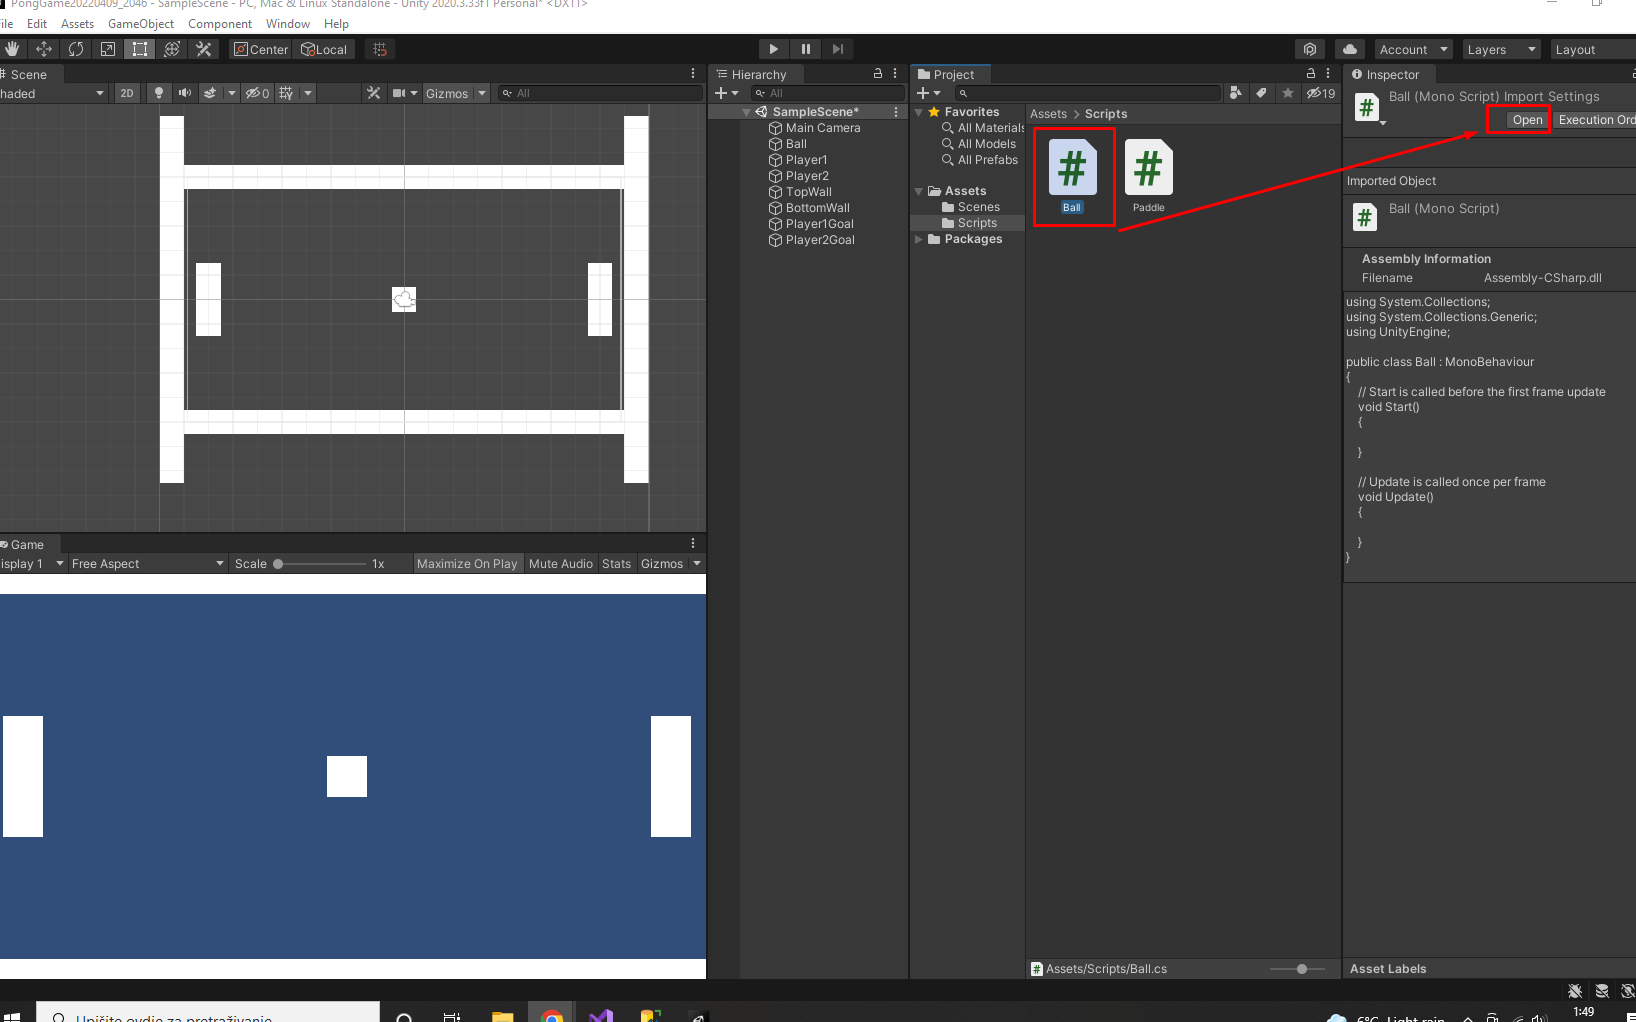 PongGame20220409_2046 - SampleScene - PC, Mac & Linux Standalone - Unity 2020.3.33f1 Personal* <DX11>
Edit Assets GameObject Component Window Help
Center Local Account Layers Layout
Scene
2D 0 Gizmos All
Hierarchy
All
SampleScene*
Main Camera
Ball
Player1
Player2
TopWall
BottomWall
Player1Goal
Player2Goal
Project
19
Favorites
All Materials
All Models
All Prefabs
Assets
Scenes
Scripts
Packages
Assets > Scripts
Ball
Paddle
Assets/Scripts/Ball.cs
Inspector
Ball (Mono Script) Import Settings
Open Execution Ord
Imported Object
Ball (Mono Script)
Assembly Information
Filename Assembly-CSharp.dll
using System.Collections;
using System.Collections.Generic;
using UnityEngine;
public class Ball : MonoBehaviour
{
// Start is called before the first frame update
void Start()
{
}
// Update is called once per frame
void Update()
{
}
}
Asset Labels
Game
isplay 1 Free Aspect Scale 1x Maximize On Play Mute Audio Stats Gizmos
Upišite ovdje za pretraživanje
6°C Light rain
1:49